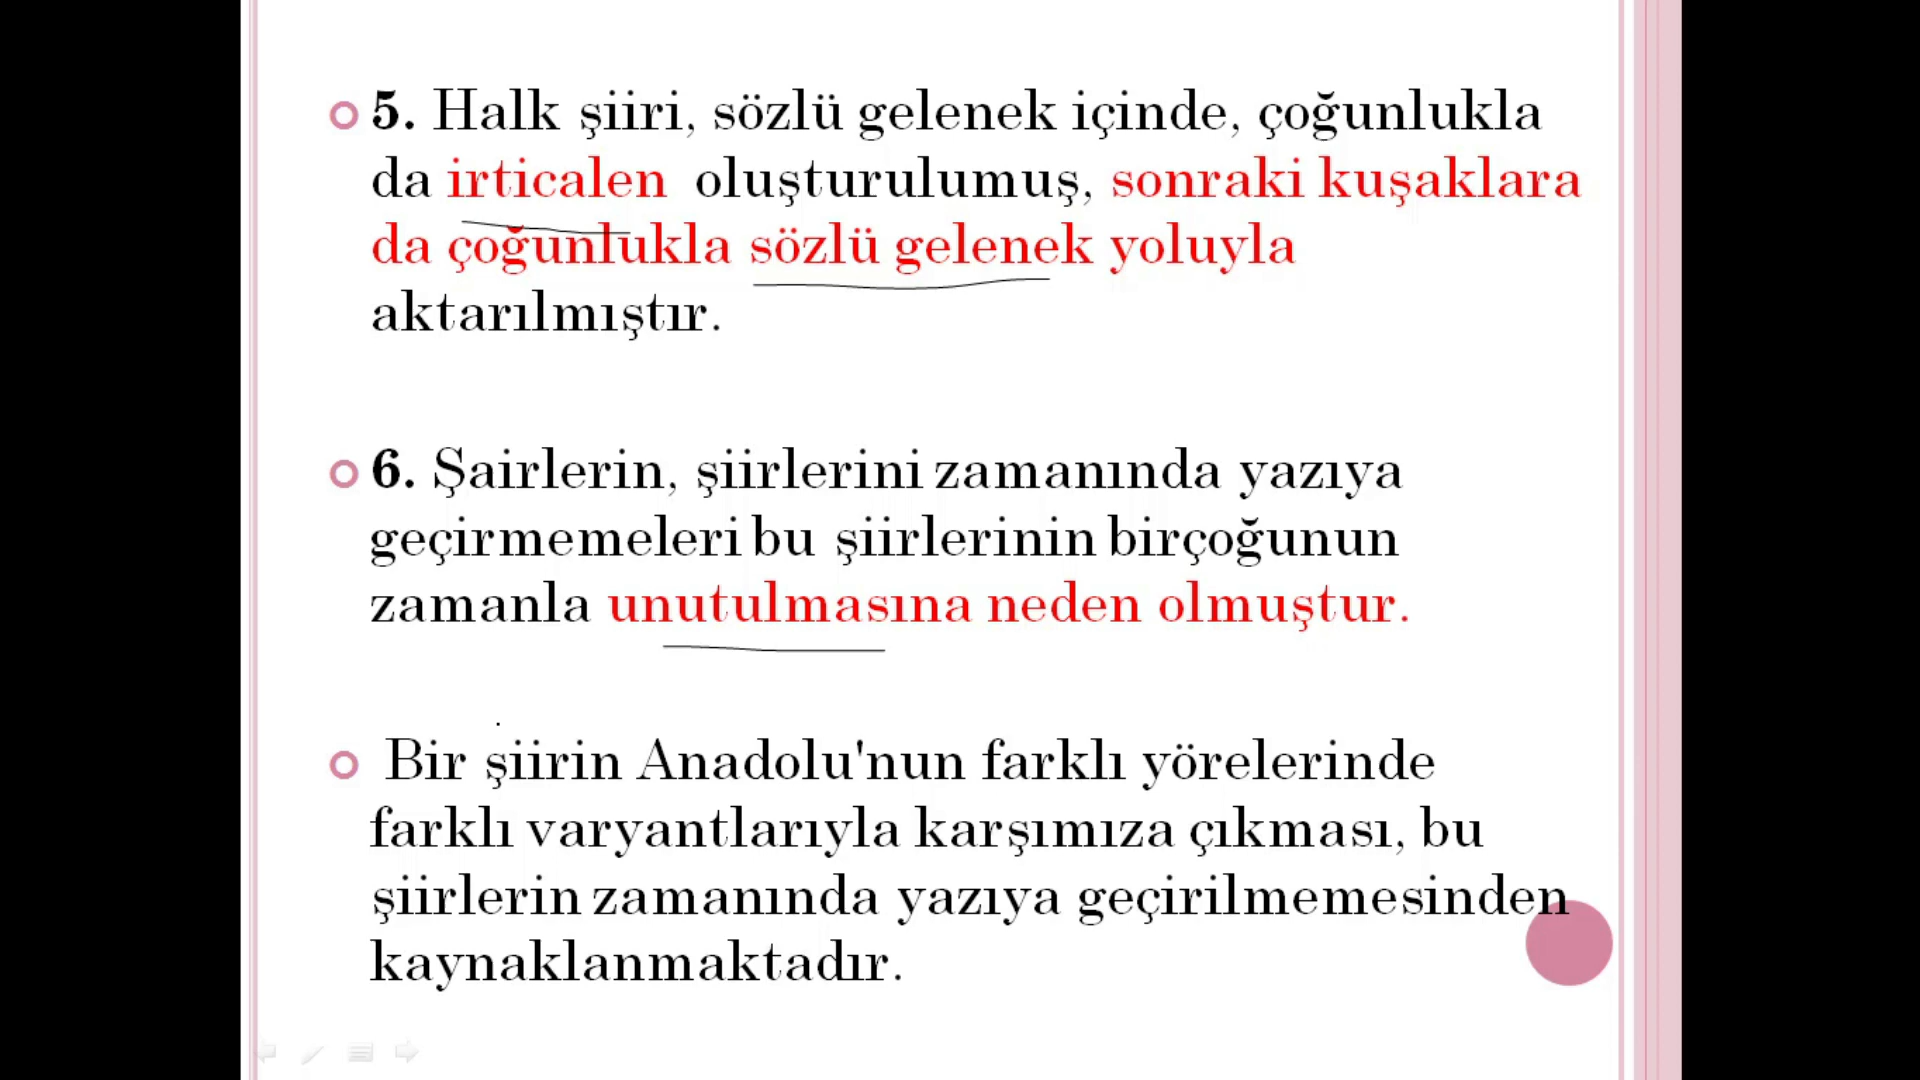 5. Halk şiiri, sözlü gelenek içinde, çoğunlukla
da irticalen oluşturulumuş, sonraki kuşaklara
da çoğunlukla sözlü gelenek yoluyla
aktarılmıştır.
6. Şairlerin, şiirlerini zamanında yazıya
geçirmemeleri bu şiirlerinin birçoğunun
zamanla unutulmasına neden olmuştur.
Bir şiirin Anadolu'nun farklı yörelerinde
farklı varyantlarıyla karşımıza çıkması, bu
şiirlerin zamanında yazıya geçirilmemesinden
kaynaklanmaktadır.